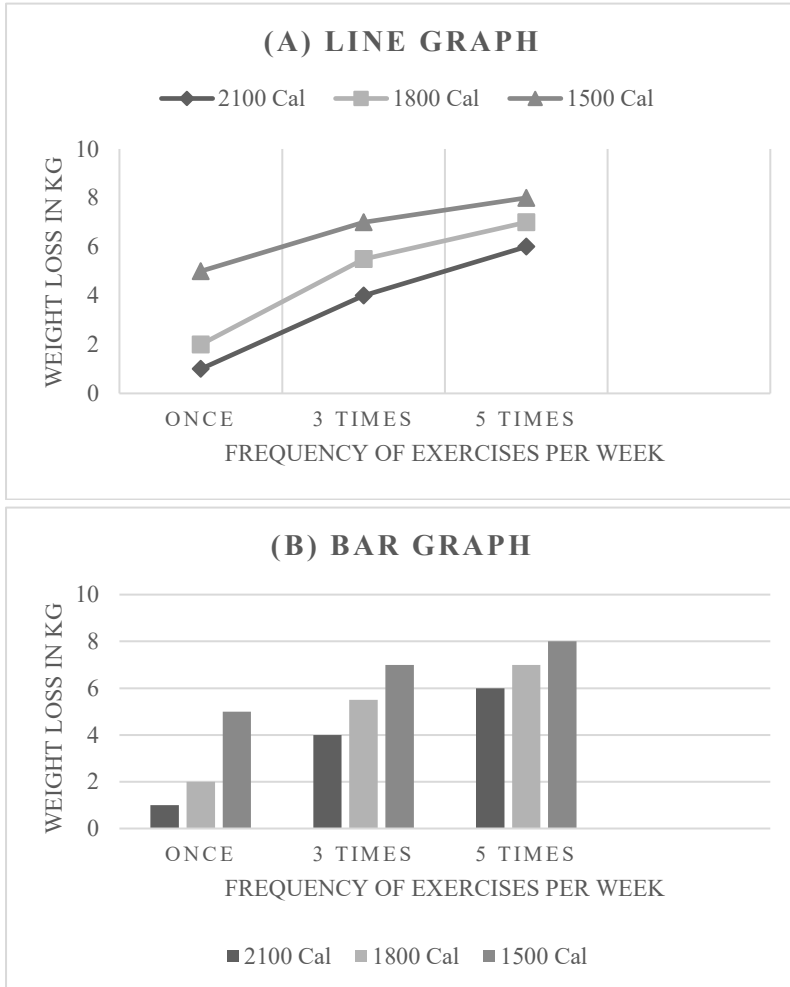 (A) LINE GRAPH
2100 Cal 1800 Cal 1500 Cal
WEIGHT LOSS IN KG
10
8
6
4
2
0
ONCE 3 TIMES 5 TIMES
FREQUENCY OF EXERCISES PER WEEK
(B) BAR GRAPH
WEIGHT LOSS IN KG
10
8
6
4
2
0
ONCE 3 TIMES 5 TIMES
FREQUENCY OF EXERCISES PER WEEK
2100 Cal 1800 Cal 1500 Cal